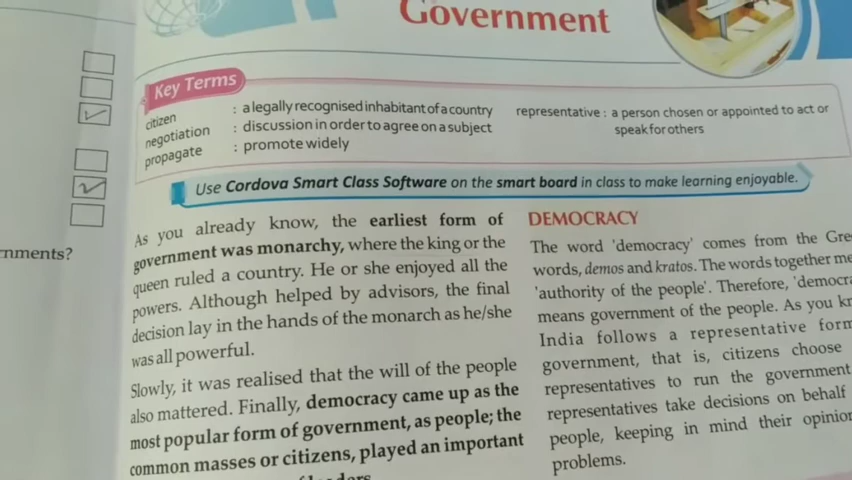 Government
Key Terms
citizen : a legally recognised inhabitant of a country
negotiation : discussion in order to agree on a subject
propagate : promote widely
representative : a person chosen or appointed to act or
speak for others
Use Cordova Smart Class Software on the smart board in class to make learning enjoyable.
As you already know, the earliest form of
government was monarchy, where the king or the
queen ruled a country. He or she enjoyed all the
powers. Although helped by advisors, the final
decision lay in the hands of the monarch as he/she
was all powerful.
Slowly, it was realised that the will of the people
also mattered. Finally, democracy came up as the
most popular form of government, as people; the
common masses or citizens, played an important
DEMOCRACY
The word 'democracy' comes from the
words, demos and kratos. The words together
'authority of the people'. Therefore,
means government of the people. As you
India follows a representative form
government, that is, citizens choose
representatives to run the government
representatives take decisions on behalf
people, keeping in mind their
problems.